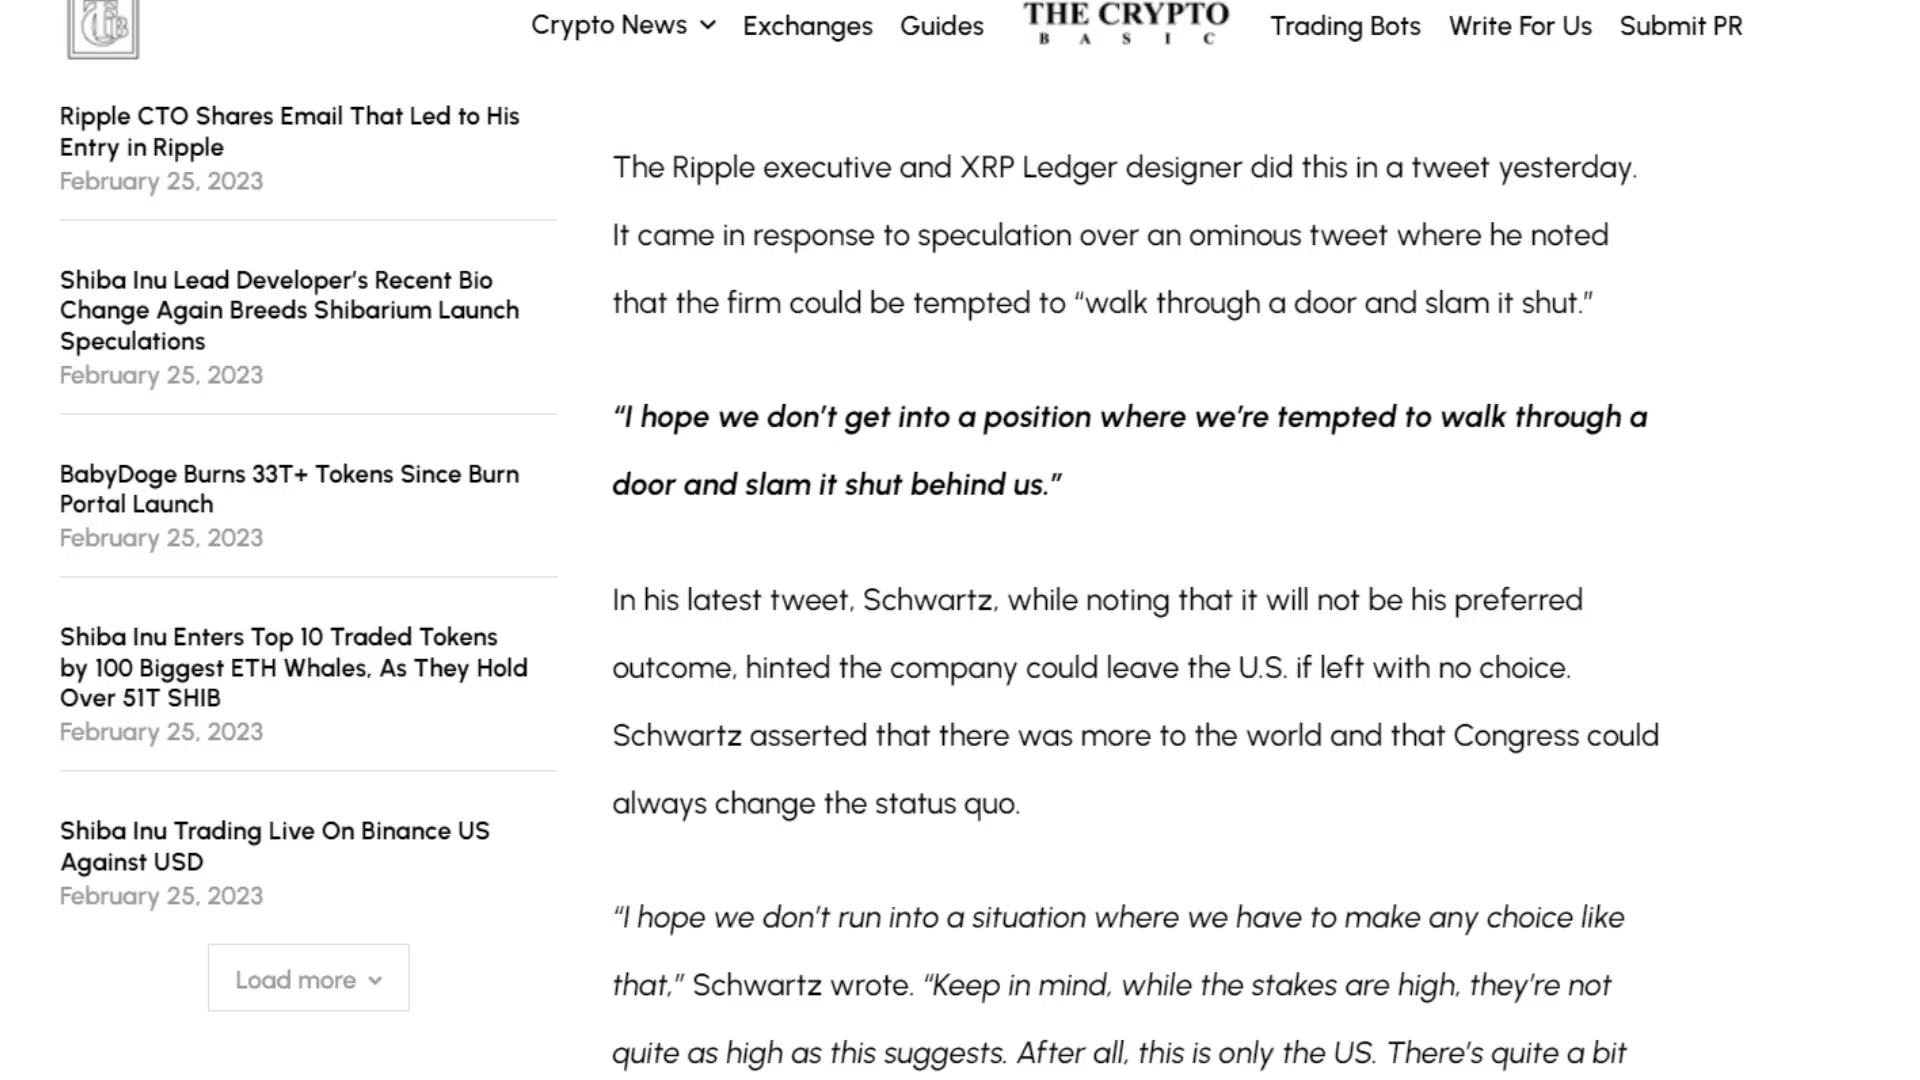 Crypto News
Exchanges
Guides
THE CRYPTO
BASIC
Trading Bots
Write For Us
Submit PR
Ripple CTO Shares Email That Led to His
Entry in Ripple
February 25, 2023
Shiba Inu Lead Developer’s Recent Bio
Change Again Breeds Shibarium Launch
Speculations
February 25, 2023
BabyDoge Burns 33T+ Tokens Since Burn
Portal Launch
February 25, 2023
Shiba Inu Enters Top 10 Traded Tokens
by 100 Biggest ETH Whales, As They Hold
Over 51T SHIB
February 25, 2023
Shiba Inu Trading Live On Binance US
Against USD
February 25, 2023
Load more
The Ripple executive and XRP Ledger designer did this in a tweet yesterday.
It came in response to speculation over an ominous tweet where he noted
that the firm could be tempted to “walk through a door and slam it shut.”
“I hope we don’t get into a position where we’re tempted to walk through a
door and slam it shut behind us.”
In his latest tweet, Schwartz, while noting that it will not be his preferred
outcome, hinted the company could leave the U.S. if left with no choice.
Schwartz asserted that there was more to the world and that Congress could
always change the status quo.
“I hope we don’t run into a situation where we have to make any choice like
that,” Schwartz wrote. “Keep in mind, while the stakes are high, they’re not
quite as high as this suggests. After all, this is only the US. There’s quite a bit